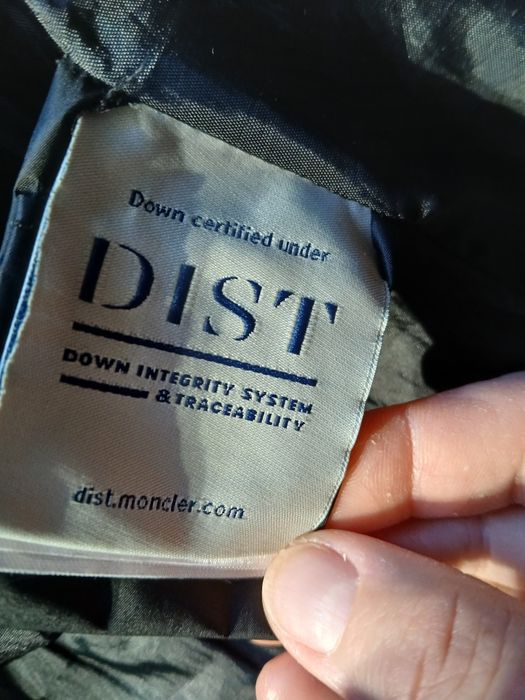 Down certified under
DIST
DOWN INTEGRITY SYSTEM
& TRACEABILITY
dist.moncler.com